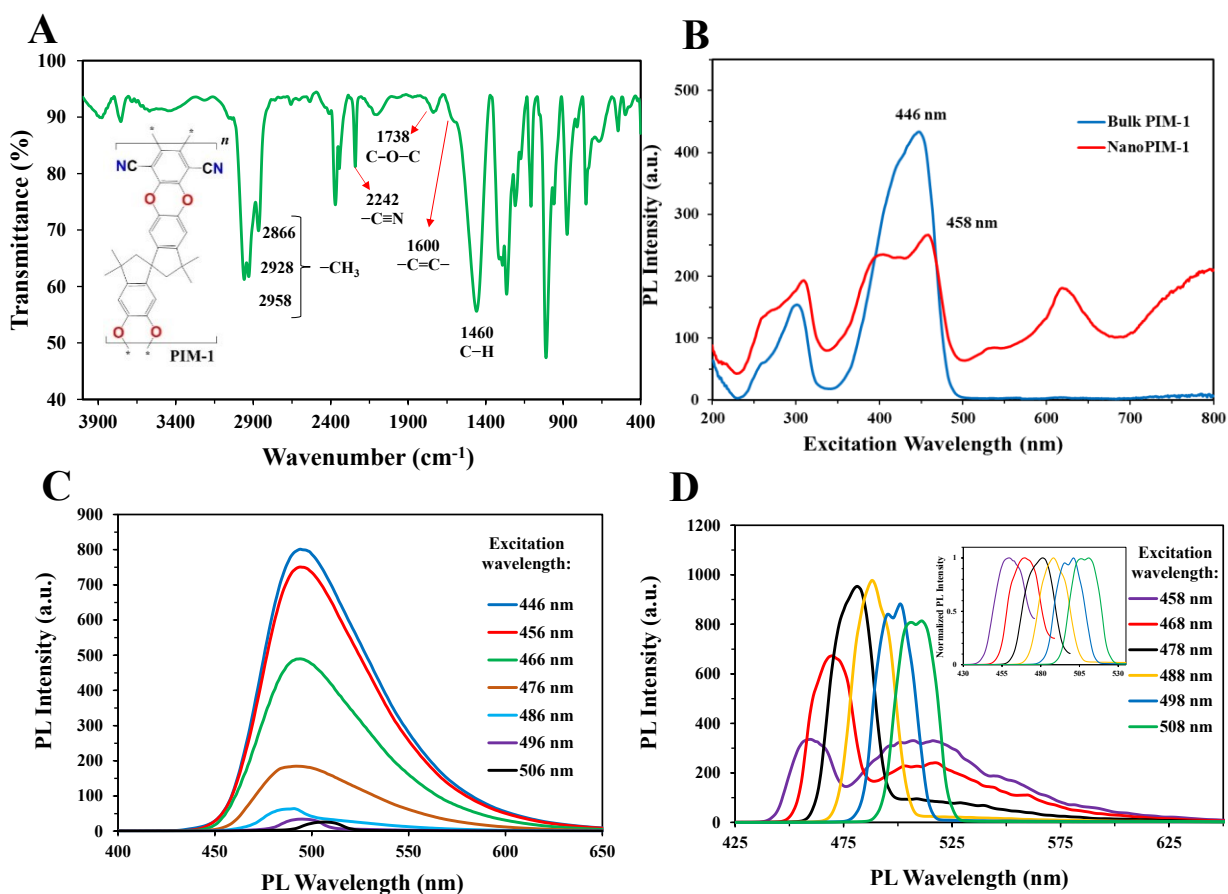 A
Transmittance (%)
100
90
80
70
60
50
40
3900
3400
2900
2400
1900
1400
900
400
Wavenumber (cm⁻¹)
*
*
n
NC
CN
O
O
O
O
*
*
PIM-1
2866
2928
2958
−CH₃
2242
−C≡N
1738
C−O−C
1600
−C=C−
1460
C−H
B
PL Intensity (a.u.)
500
400
300
200
100
0
200
300
400
500
600
700
800
Excitation Wavelength (nm)
446 nm
458 nm
Bulk PIM-1
NanoPIM-1
C
PL Intensity (a.u.)
900
800
700
600
500
400
300
200
100
0
400
450
500
550
600
650
PL Wavelength (nm)
Excitation
wavelength:
446 nm
456 nm
466 nm
476 nm
486 nm
496 nm
506 nm
D
PL Intensity (a.u.)
1200
1000
800
600
400
200
0
425
475
525
575
625
PL Wavelength (nm)
Normalized PL Intensity
1
0.5
0
430
455
480
505
530
Excitation
wavelength:
458 nm
468 nm
478 nm
488 nm
498 nm
508 nm